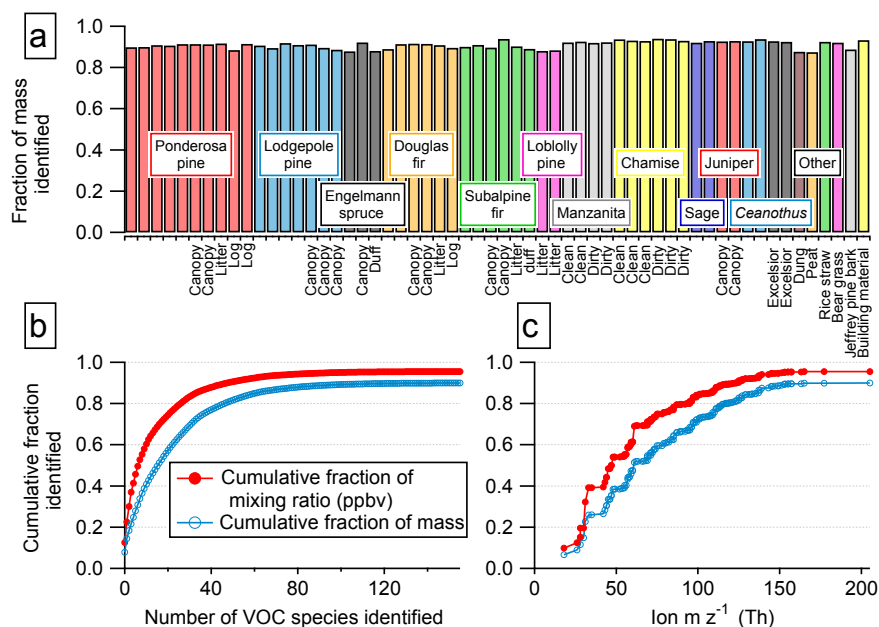 a
Fraction of mass
identified
1.0
0.8
0.6
0.4
0.2
0.0
Ponderosa
pine
Lodgepole
pine
Engelmann
spruce
Douglas
fir
Subalpine
fir
Loblolly
pine
Manzanita
Chamise
Sage
Juniper
Ceanothus
Other
Canopy
Canopy
Litter
Log
Log
Canopy
Canopy
Canopy
Canopy
Duff
Canopy
Canopy
Litter
Log
Canopy
Canopy
Litter
duff
Litter
Litter
Clean
Clean
Dirty
Dirty
Clean
Clean
Clean
Dirty
Dirty
Dirty
Canopy
Canopy
Excelsior
Excelsior
Dung
Peat
Rice straw
Bear grass
Jeffrey pine bark
Building material
b
Cumulative fraction
identified
1.0
0.8
0.6
0.4
0.2
0.0
Cumulative fraction of
mixing ratio (ppbv)
Cumulative fraction of mass
0
40
80
120
Number of VOC species identified
c
1.0
0.8
0.6
0.4
0.2
0.0
0
50
100
150
200
Ion m z⁻¹ (Th)